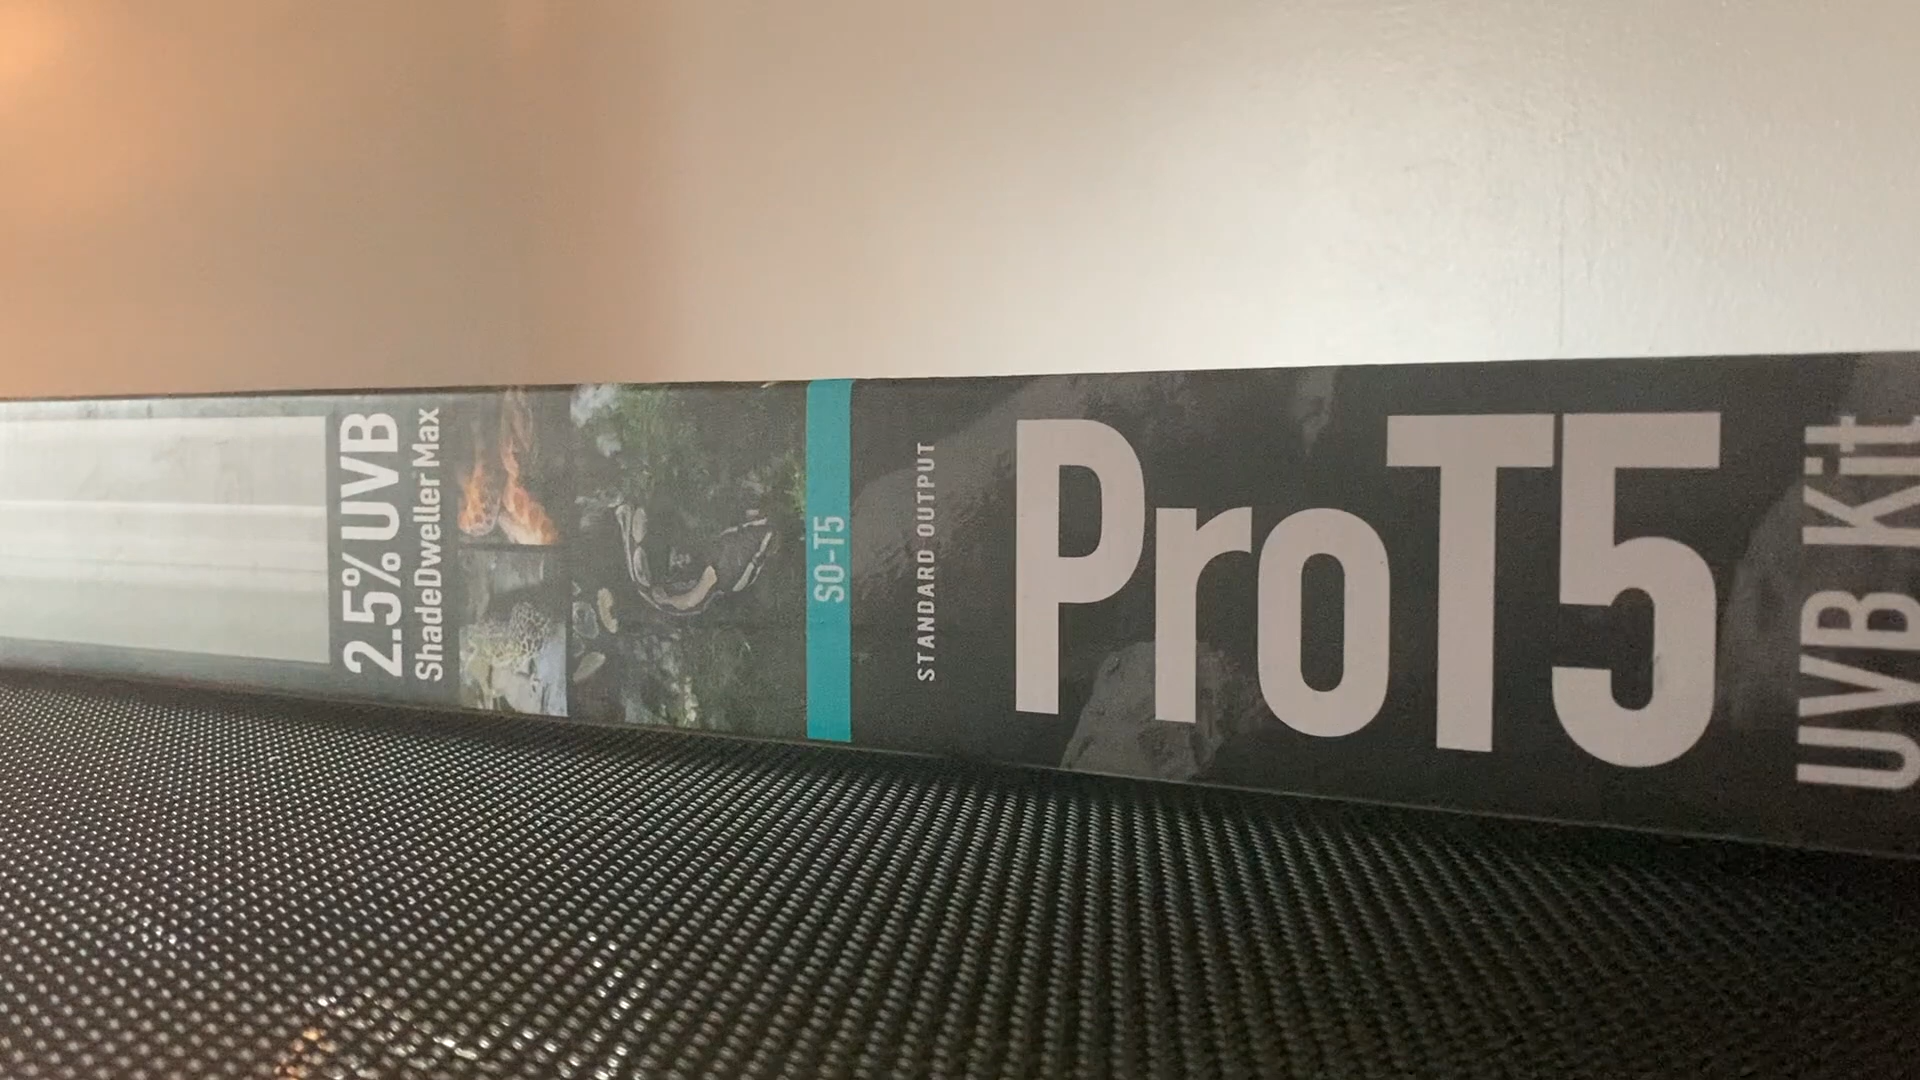 2.5% UVB
ShadeDweller Max
SO-T5
STANDARD OUTPUT
ProT5
UVB Kit